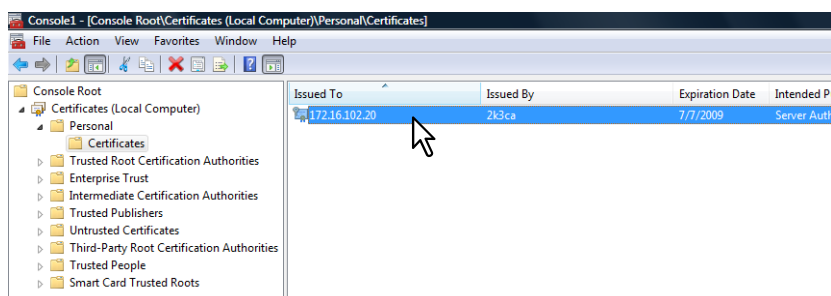 Console1 - [Console Root\Certificates (Local Computer)\Personal\Certificates]
File Action View Favorites Window Help
Console Root
Certificates (Local Computer)
Personal
Certificates
Trusted Root Certification Authorities
Enterprise Trust
Intermediate Certification Authorities
Trusted Publishers
Untrusted Certificates
Third-Party Root Certification Authorities
Trusted People
Smart Card Trusted Roots
Issued To Issued By Expiration Date Intended P
172.16.102.20 2k3ca 7/7/2009 Server Auth